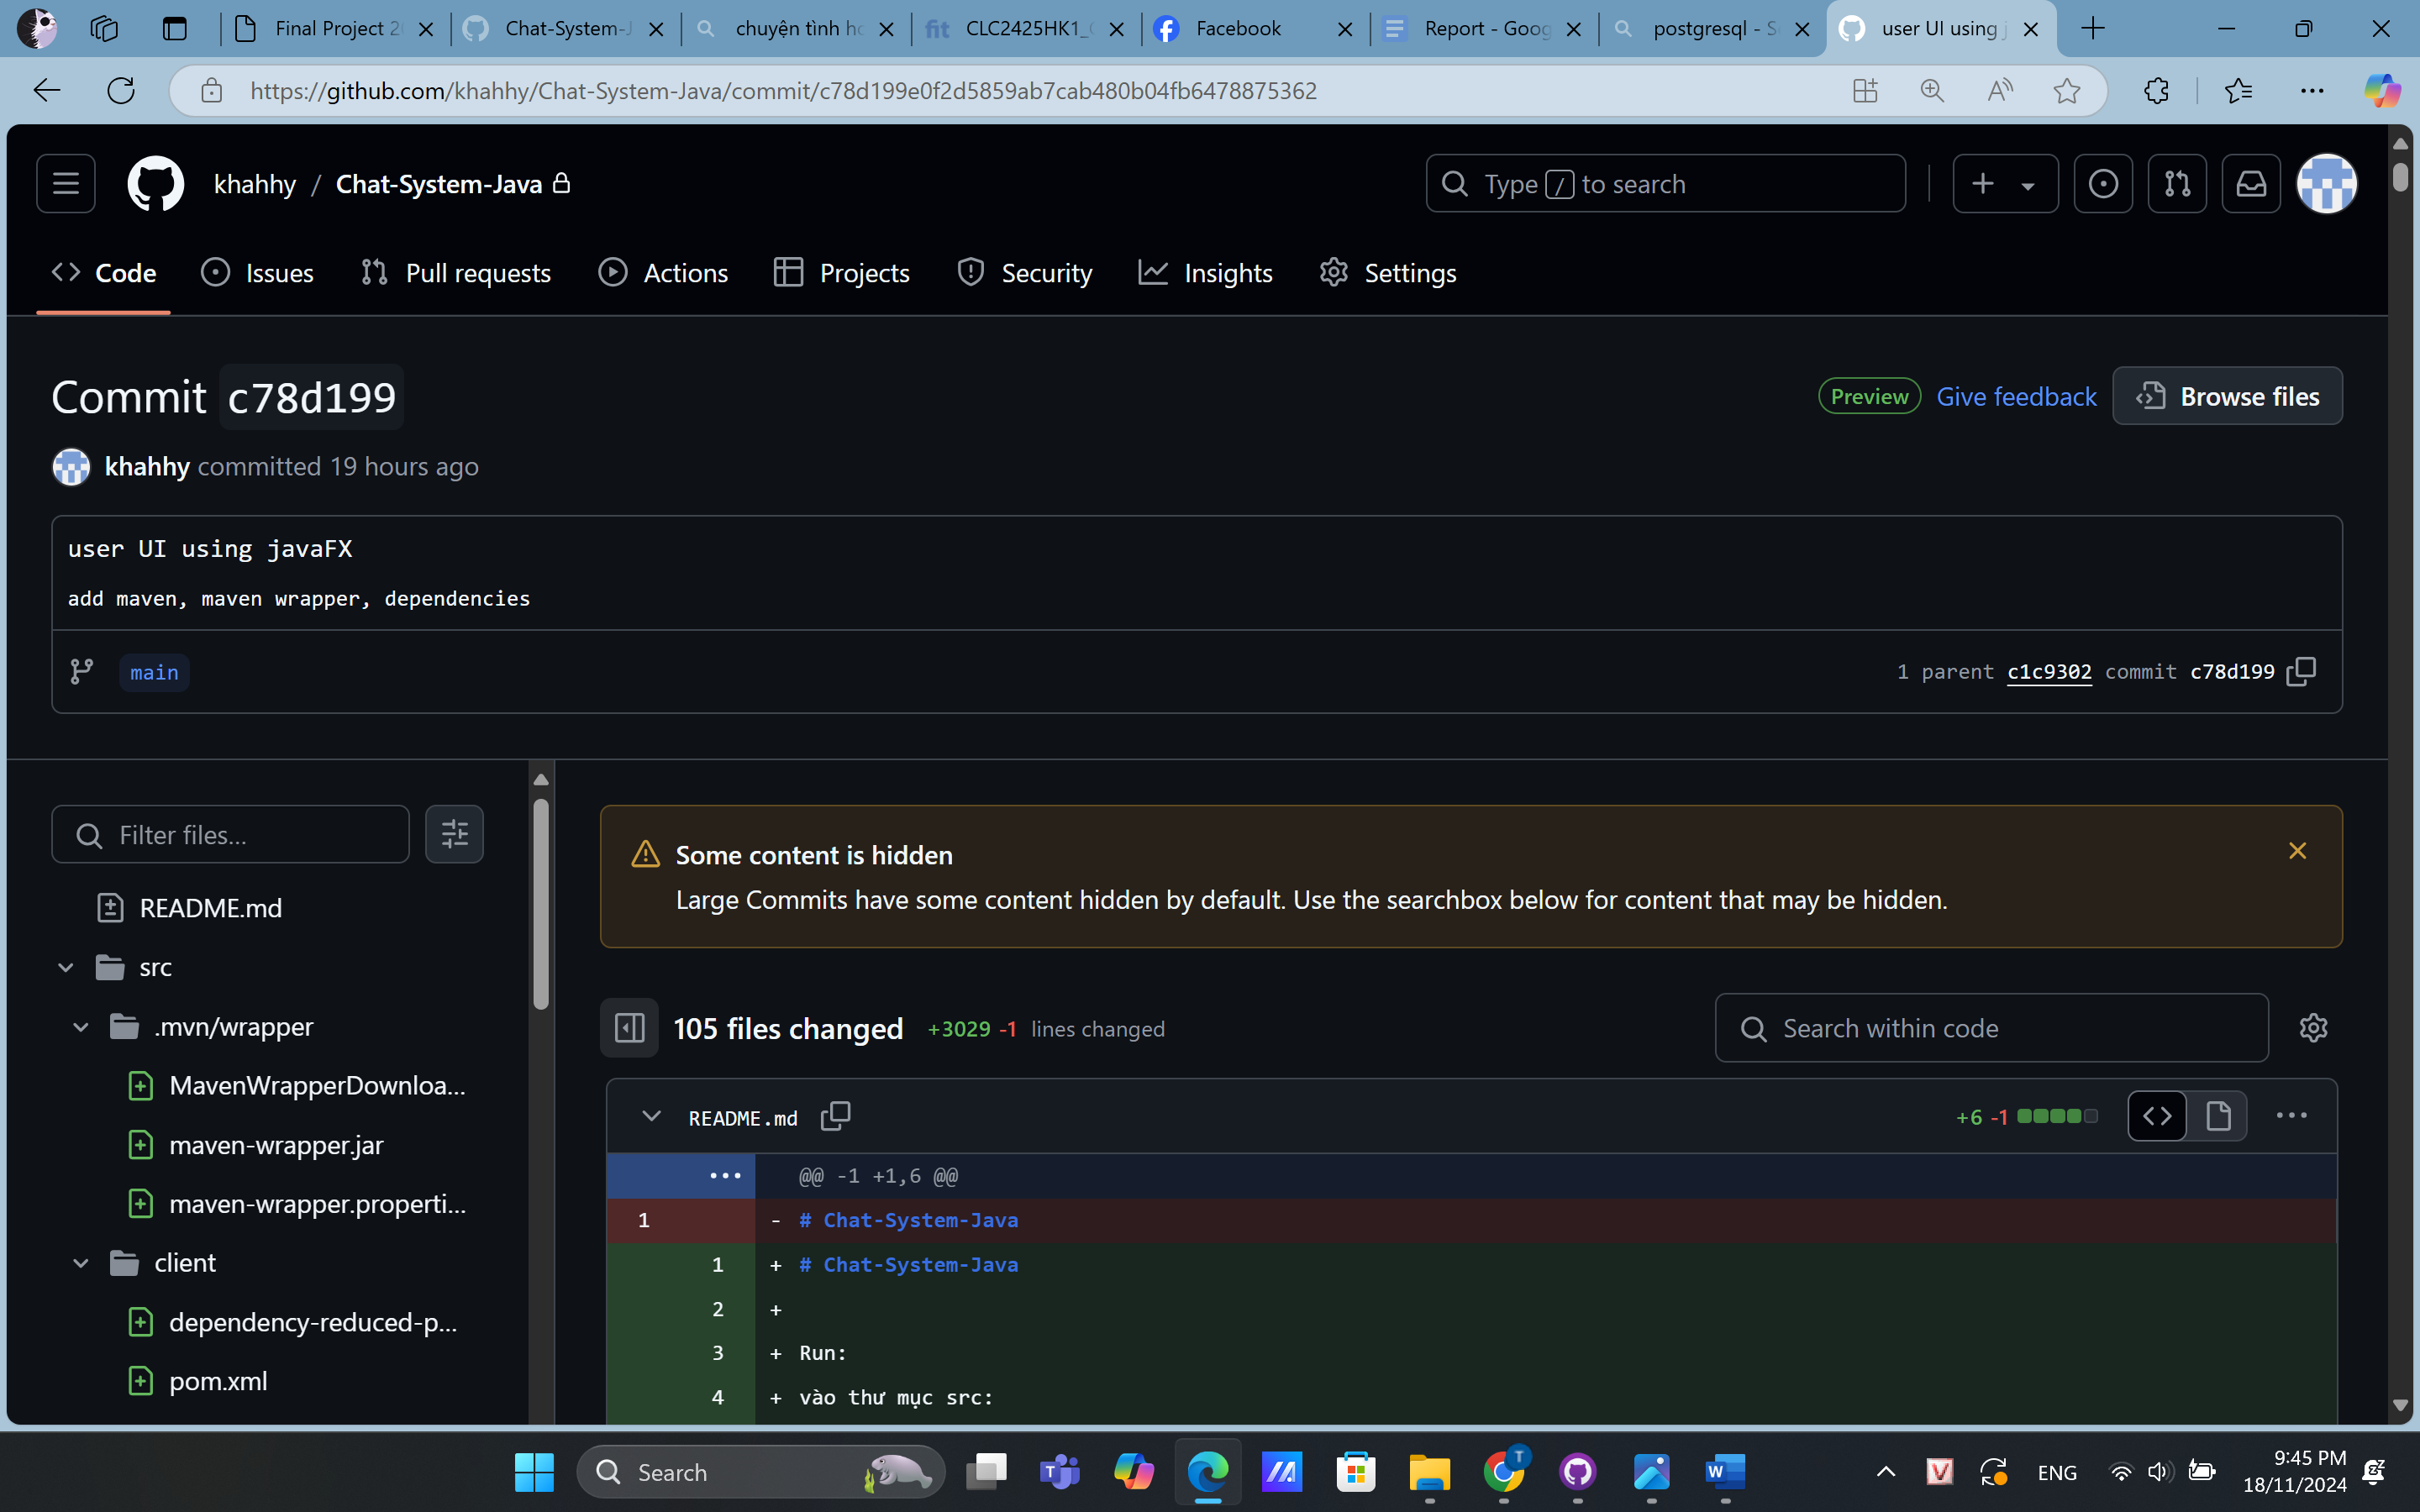 Final Project 2
Chat-System-J
chuyện tình ho
fit CLC2425HK1_
Facebook
Report - Goog
postgresql - S
user UI using j
https://github.com/khahhy/Chat-System-Java/commit/c78d199e0f2d5859ab7cab480b04fb6478875362
khahhy / Chat-System-Java
Type / to search
Code
Issues
Pull requests
Actions
Projects
Security
Insights
Settings
Commit c78d199
Preview
Give feedback
Browse files
khahhy committed 19 hours ago
user UI using javaFX
add maven, maven wrapper, dependencies
main
1 parent c1c9302 commit c78d199
Filter files...
README.md
src
.mvn/wrapper
MavenWrapperDownloa...
maven-wrapper.jar
maven-wrapper.properti...
client
dependency-reduced-p...
pom.xml
Some content is hidden
Large Commits have some content hidden by default. Use the searchbox below for content that may be hidden.
105 files changed +3029 -1 lines changed
Search within code
README.md
+6 -1
@@ -1 +1,6 @@
1 - # Chat-System-Java
1 + # Chat-System-Java
2 +
3 + Run:
4 + vào thư mục src:
Search
ENG
9:45 PM
18/11/2024